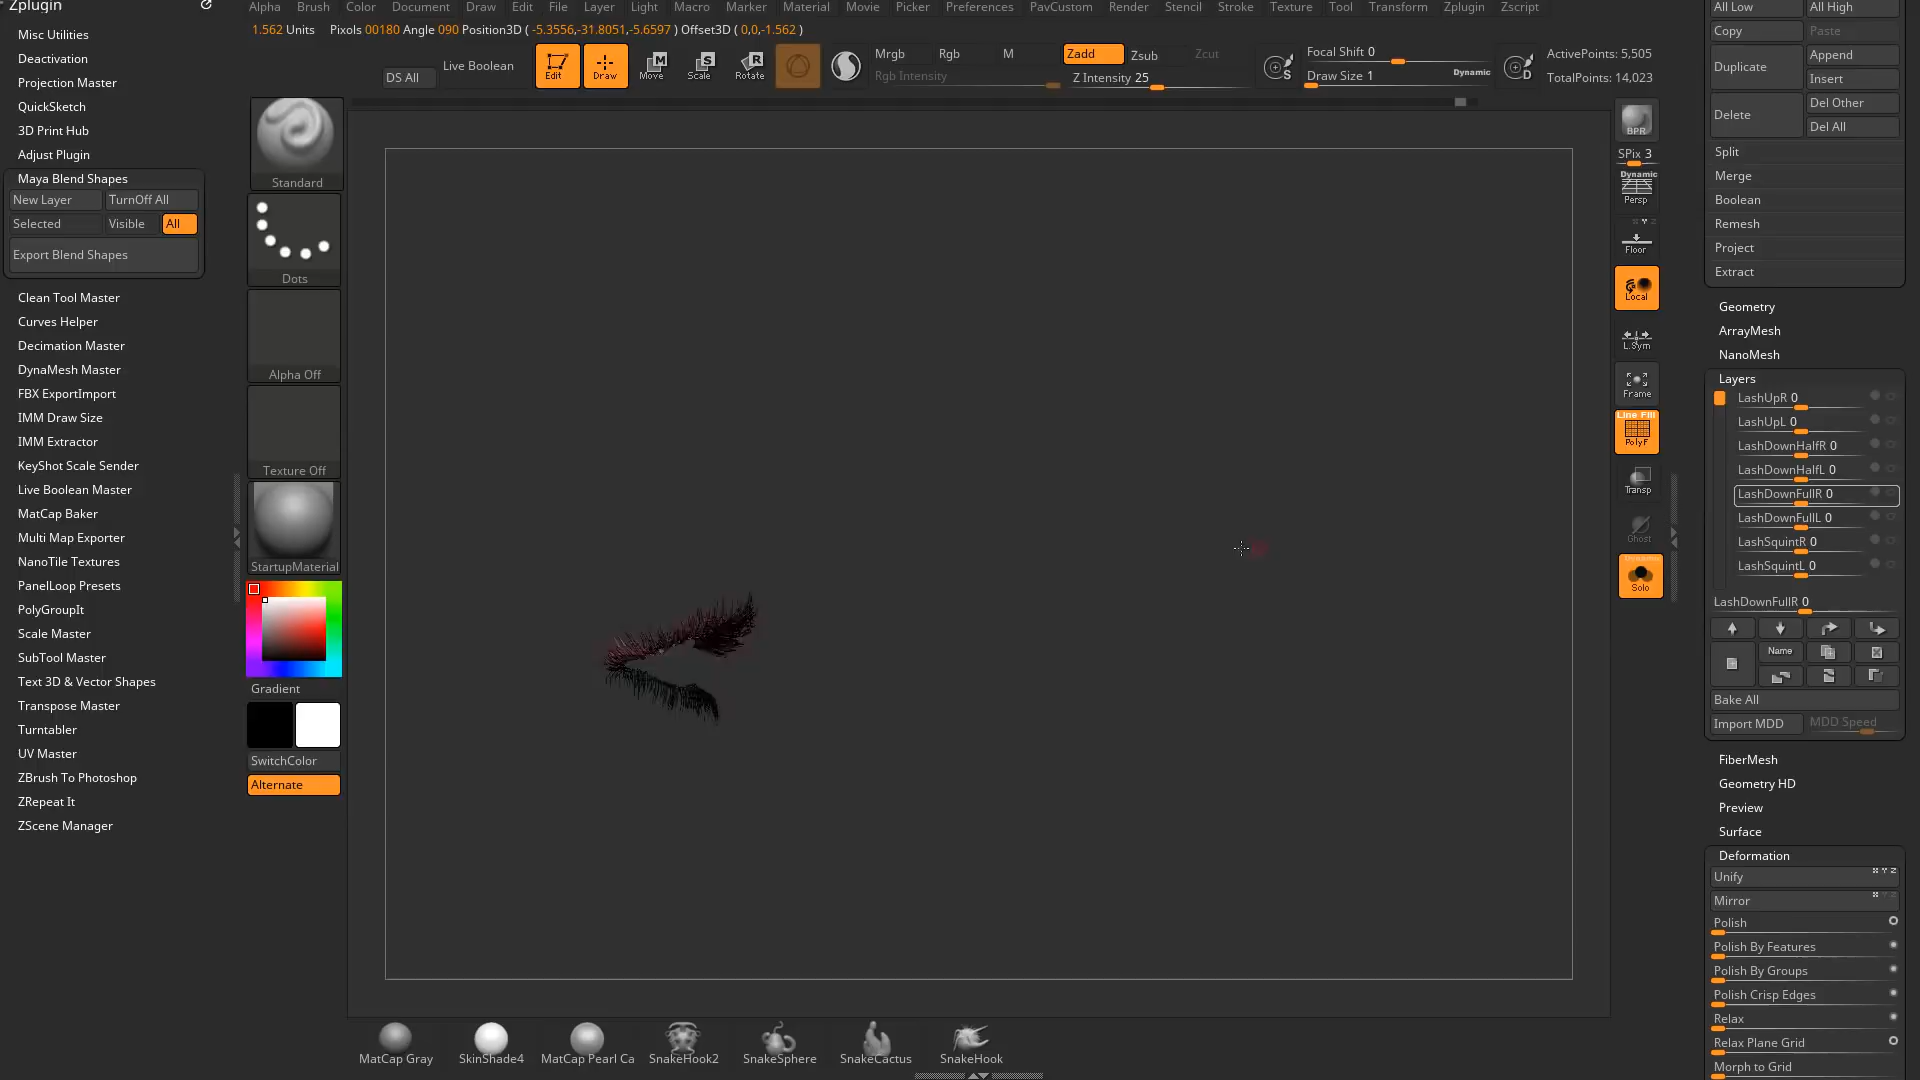 Zplugin
Misc Utilities
Deactivation
Projection Master
QuickSketch
3D Print Hub
Adjust Plugin
Maya Blend Shapes
New Layer TurnOff All
Selected Visible All
Export Blend Shapes
Clean Tool Master
Curves Helper
Decimation Master
DynaMesh Master
FBX ExportImport
IMM Draw Size
IMM Extractor
KeyShot Scale Sender
Live Boolean Master
MatCap Baker
Multi Map Exporter
NanoTile Textures
PanelLoop Presets
PolyGroupIt
Scale Master
SubTool Master
Text 3D & Vector Shapes
Transpose Master
Turntabler
UV Master
ZBrush To Photoshop
ZRepeat It
ZScene Manager
Alpha Brush Color Document Draw Edit File Layer Light Macro Marker Material Movie Picker Preferences PavCustom Render Stencil Stroke Texture Tool Transform Zplugin Zscript
1.562 Units Pixols 00180 Angle 090 Position3D ( -5.3556,-31.8051,-5.6597 ) Offset3D ( 0,0,-1.562 )
DS All Live Boolean Edit Draw Move Scale Rotate
Mrgb Rgb M Zadd Zsub Zcut
Rgb Intensity Z Intensity 25
Focal Shift 0
Draw Size 1 Dynamic
ActivePoints: 5,505
TotalPoints: 14,023
Standard
Dots
Alpha Off
Texture Off
StartupMaterial
Gradient
SwitchColor
Alternate
BPR
SPix 3
Dynamic
Persp
Floor
Local
L.Sym
Frame
Line Fill
PolyF
Transp
Ghost
Solo
MatCap Gray SkinShade4 MatCap Pearl Ca SnakeHook2 SnakeSphere SnakeCactus SnakeHook
All Low All High
Copy Paste
Duplicate Append
Insert
Delete Del Other
Del All
Split
Merge
Boolean
Remesh
Project
Extract
Geometry
ArrayMesh
NanoMesh
Layers
LashUpR 0
LashUpL 0
LashDownHalfR 0
LashDownHalfL 0
LashDownFullR 0
LashDownFullL 0
LashSquintR 0
LashSquintL 0
LashDownFullR 0
Name
Bake All
Import MDD MDD Speed
FiberMesh
Geometry HD
Preview
Surface
Deformation
Unify
Mirror
Polish
Polish By Features
Polish By Groups
Polish Crisp Edges
Relax
Relax Plane Grid
Morph to Grid